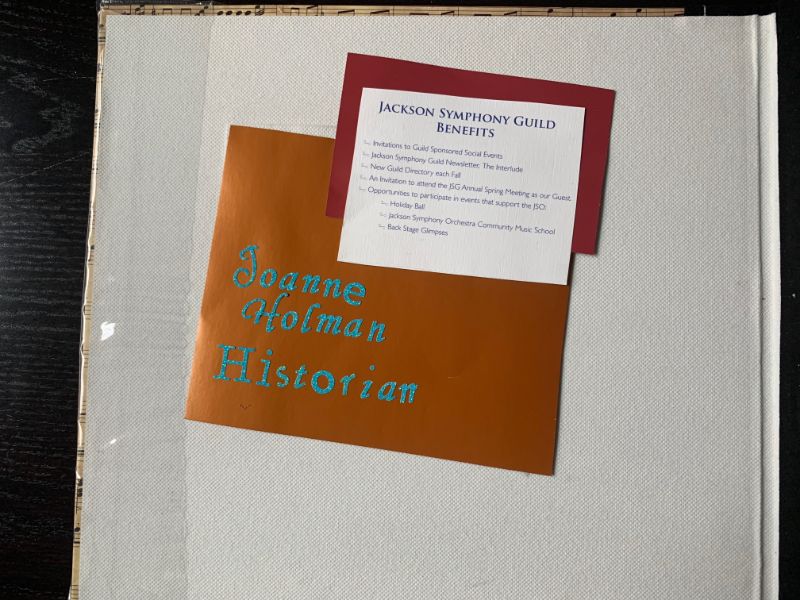 JACKSON SYMPHONY GUILD
BENEFITS
Invitations to Guild Sponsored Social Events
Jackson Symphony Guild Newsletter, The Interlude
New Guild Directory each Fall
An Invitation to attend the JSG Annual Spring Meeting as our Guest.
Opportunities to participate in events that support the JSO:
Holiday Ball
Jackson Symphony Orchestra Community Music School
Back Stage Glimpses
Joanne
Holman
Historian